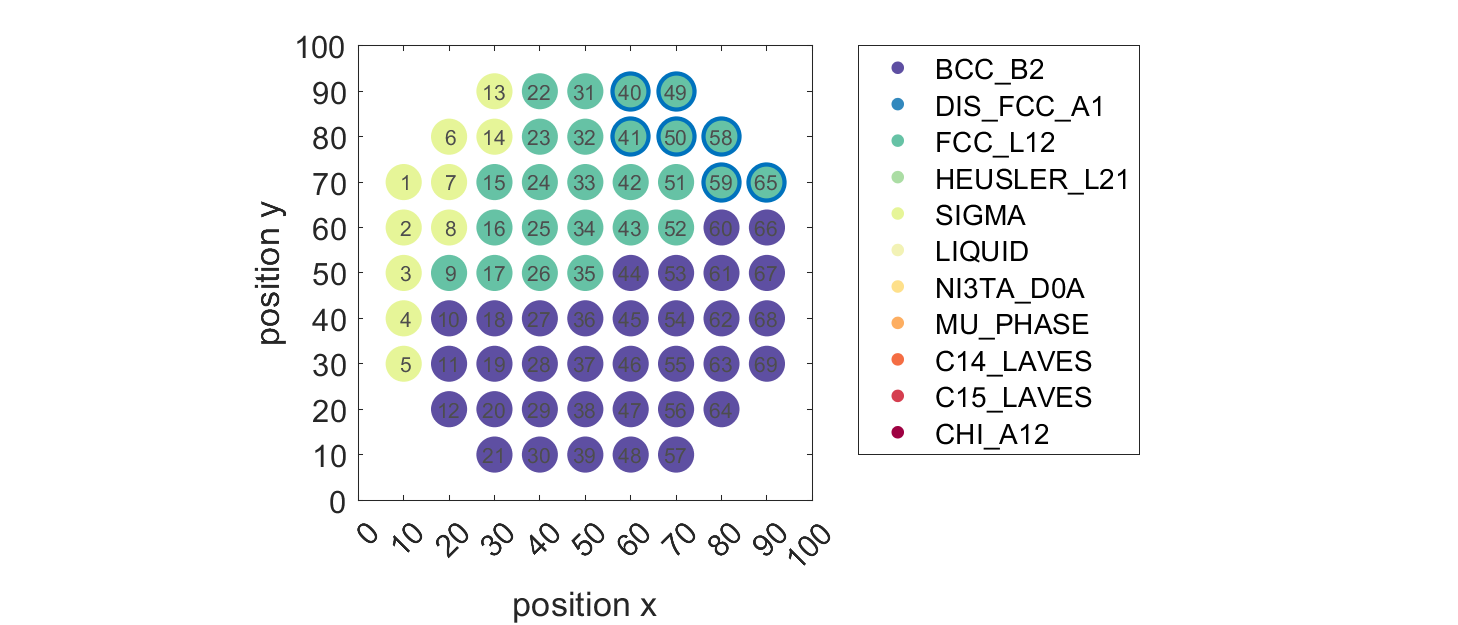 100
90
80
70
60
50
40
30
20
10
0
position y
13 22 31 40 49
6 14 23 32 41 50 58
1 7 15 24 33 42 51 59 65
2 8 16 25 34 43 52 60 66
3 9 17 26 35 44 53 61 67
4 10 18 27 36 45 54 62 68
5 11 19 28 37 46 55 63 69
12 20 29 38 47 56 64
21 30 39 48 57
0 10 20 30 40 50 60 70 80 90 100
position x
BCC_B2
DIS_FCC_A1
FCC_L12
HEUSLER_L21
SIGMA
LIQUID
NI3TA_D0A
MU_PHASE
C14_LAVES
C15_LAVES
CHI_A12